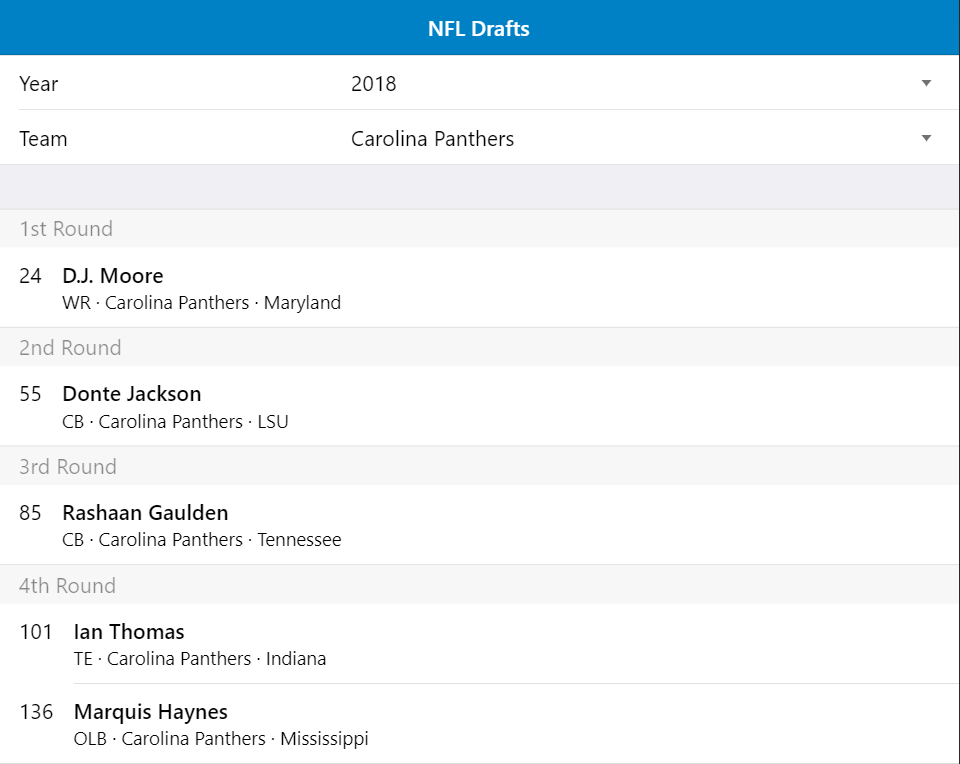 NFL Drafts
Year 2018
Team Carolina Panthers
1st Round
24 D.J. Moore
WR · Carolina Panthers · Maryland
2nd Round
55 Donte Jackson
CB · Carolina Panthers · LSU
3rd Round
85 Rashaan Gaulden
CB · Carolina Panthers · Tennessee
4th Round
101 Ian Thomas
TE · Carolina Panthers · Indiana
136 Marquis Haynes
OLB · Carolina Panthers · Mississippi